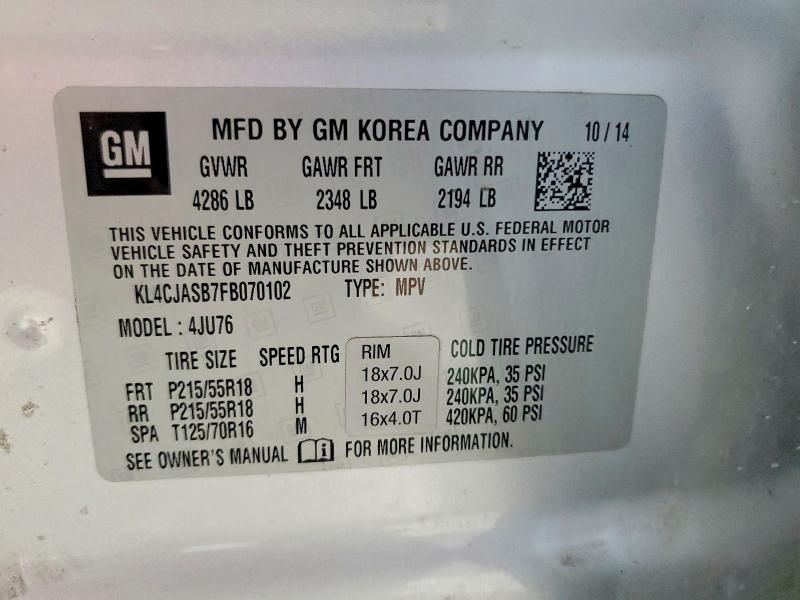 GM MFD BY GM KOREA COMPANY 10/14
GVWR GAWR FRT GAWR RR
4286 LB 2348 LB 2194 LB
THIS VEHICLE CONFORMS TO ALL APPLICABLE U.S. FEDERAL MOTOR
VEHICLE SAFETY AND THEFT PREVENTION STANDARDS IN EFFECT
ON THE DATE OF MANUFACTURE SHOWN ABOVE.
KL4CJASB7FB070102 TYPE: MPV
MODEL: 4JU76
TIRE SIZE SPEED RTG RIM COLD TIRE PRESSURE
FRT P215/55R18 H 18x7.0J 240KPA, 35 PSI
RR P215/55R18 H 18x7.0J 240KPA, 35 PSI
SPA T125/70R16 M 16x4.0T 420KPA, 60 PSI
SEE OWNER'S MANUAL FOR MORE INFORMATION.